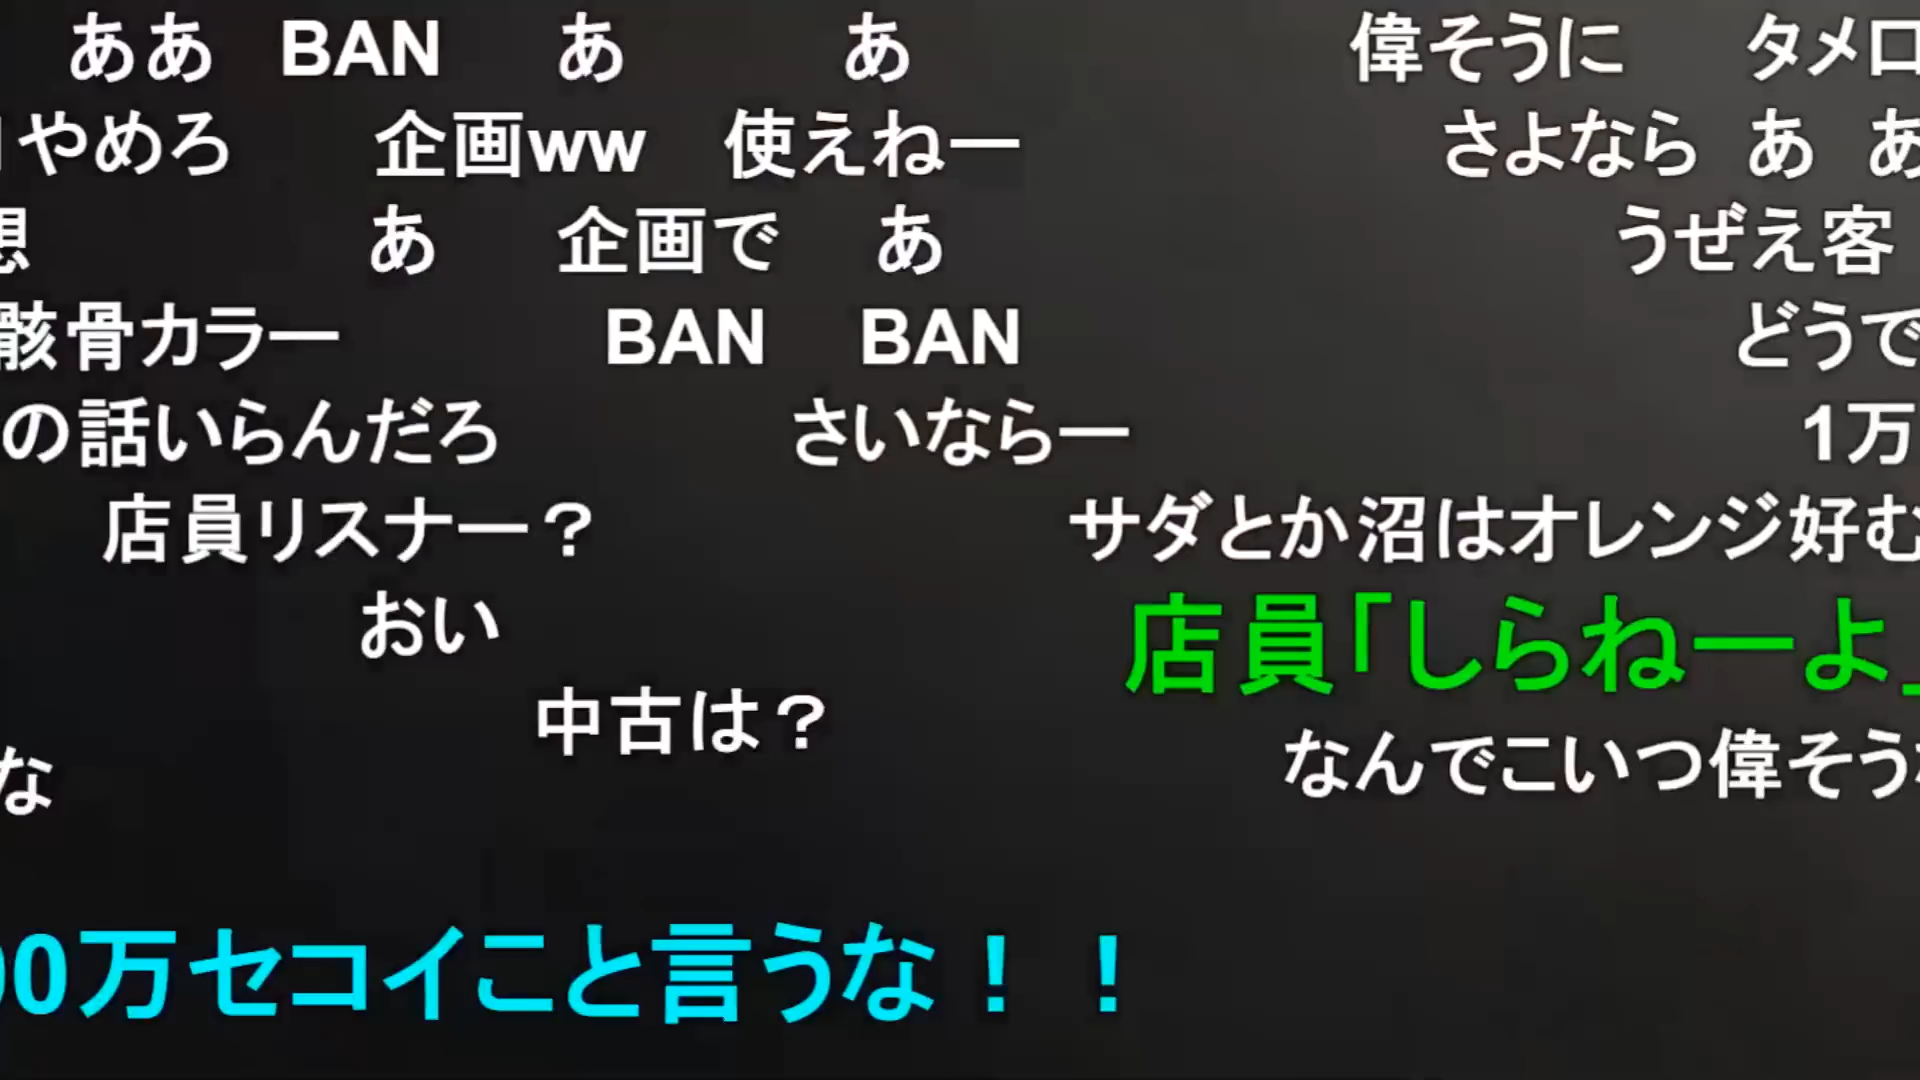 ああ BAN あ あ 偉そうに タメ口
やめろ 企画ww 使えねー さよなら あ あ
想 あ 企画で あ うぜえ客
骸骨カラー BAN BAN どうで
の話いらんだろ さいならー 1万
店員リスナー？ サダとか沼はオレンジ好む
おい 店員「しらねーよ」
中古は？ なんでこいつ偉そうな
な
00万セコイこと言うな！！